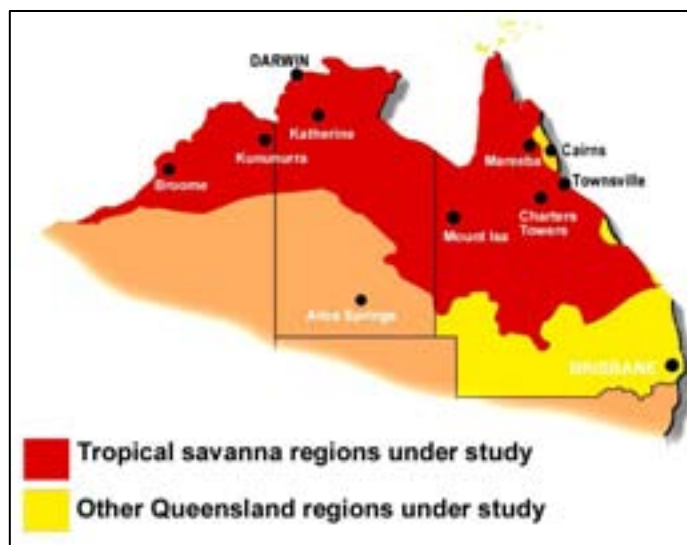 DARWIN
Katherine
Kununurra
Broome
Mareeba
Cairns
Townsville
Charters
Towers
Mount Isa
Alice Springs
BRISBANE
Tropical savanna regions under study
Other Queensland regions under study